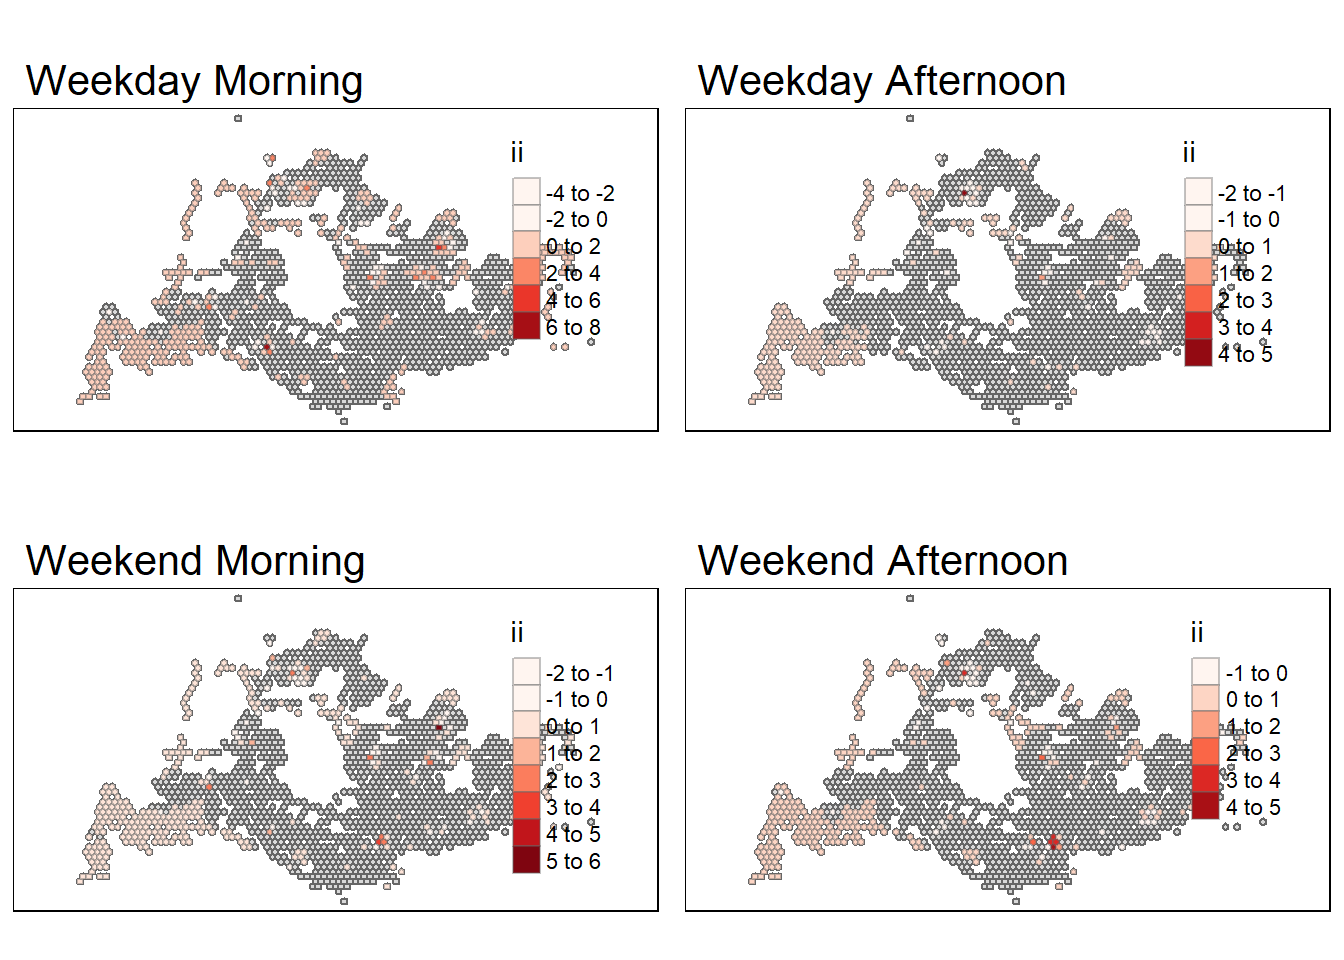 Weekday Morning
ii
-4 to -2
-2 to 0
0 to 2
2 to 4
4 to 6
6 to 8
Weekday Afternoon
ii
-2 to -1
-1 to 0
0 to 1
1 to 2
2 to 3
3 to 4
4 to 5
Weekend Morning
ii
-2 to -1
-1 to 0
0 to 1
1 to 2
2 to 3
3 to 4
4 to 5
5 to 6
Weekend Afternoon
ii
-1 to 0
0 to 1
1 to 2
2 to 3
3 to 4
4 to 5